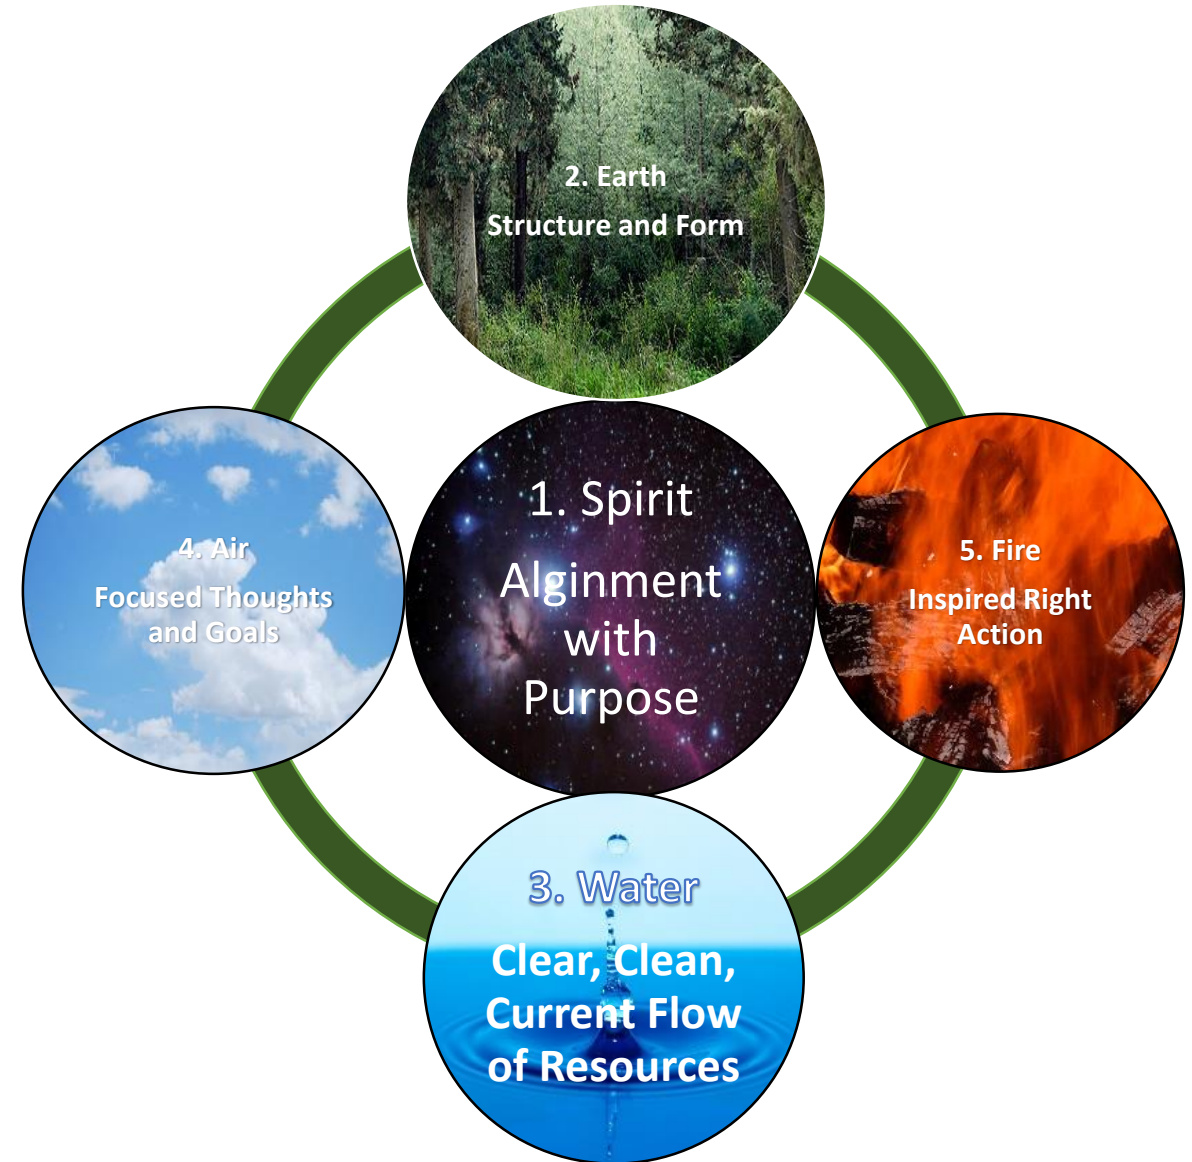 2. Earth
Structure and Form
1. Spirit
Alginment
with
Purpose
4. Air
Focused Thoughts
and Goals
5. Fire
Inspired Right
Action
3. Water
Clear, Clean,
Current Flow
of Resources